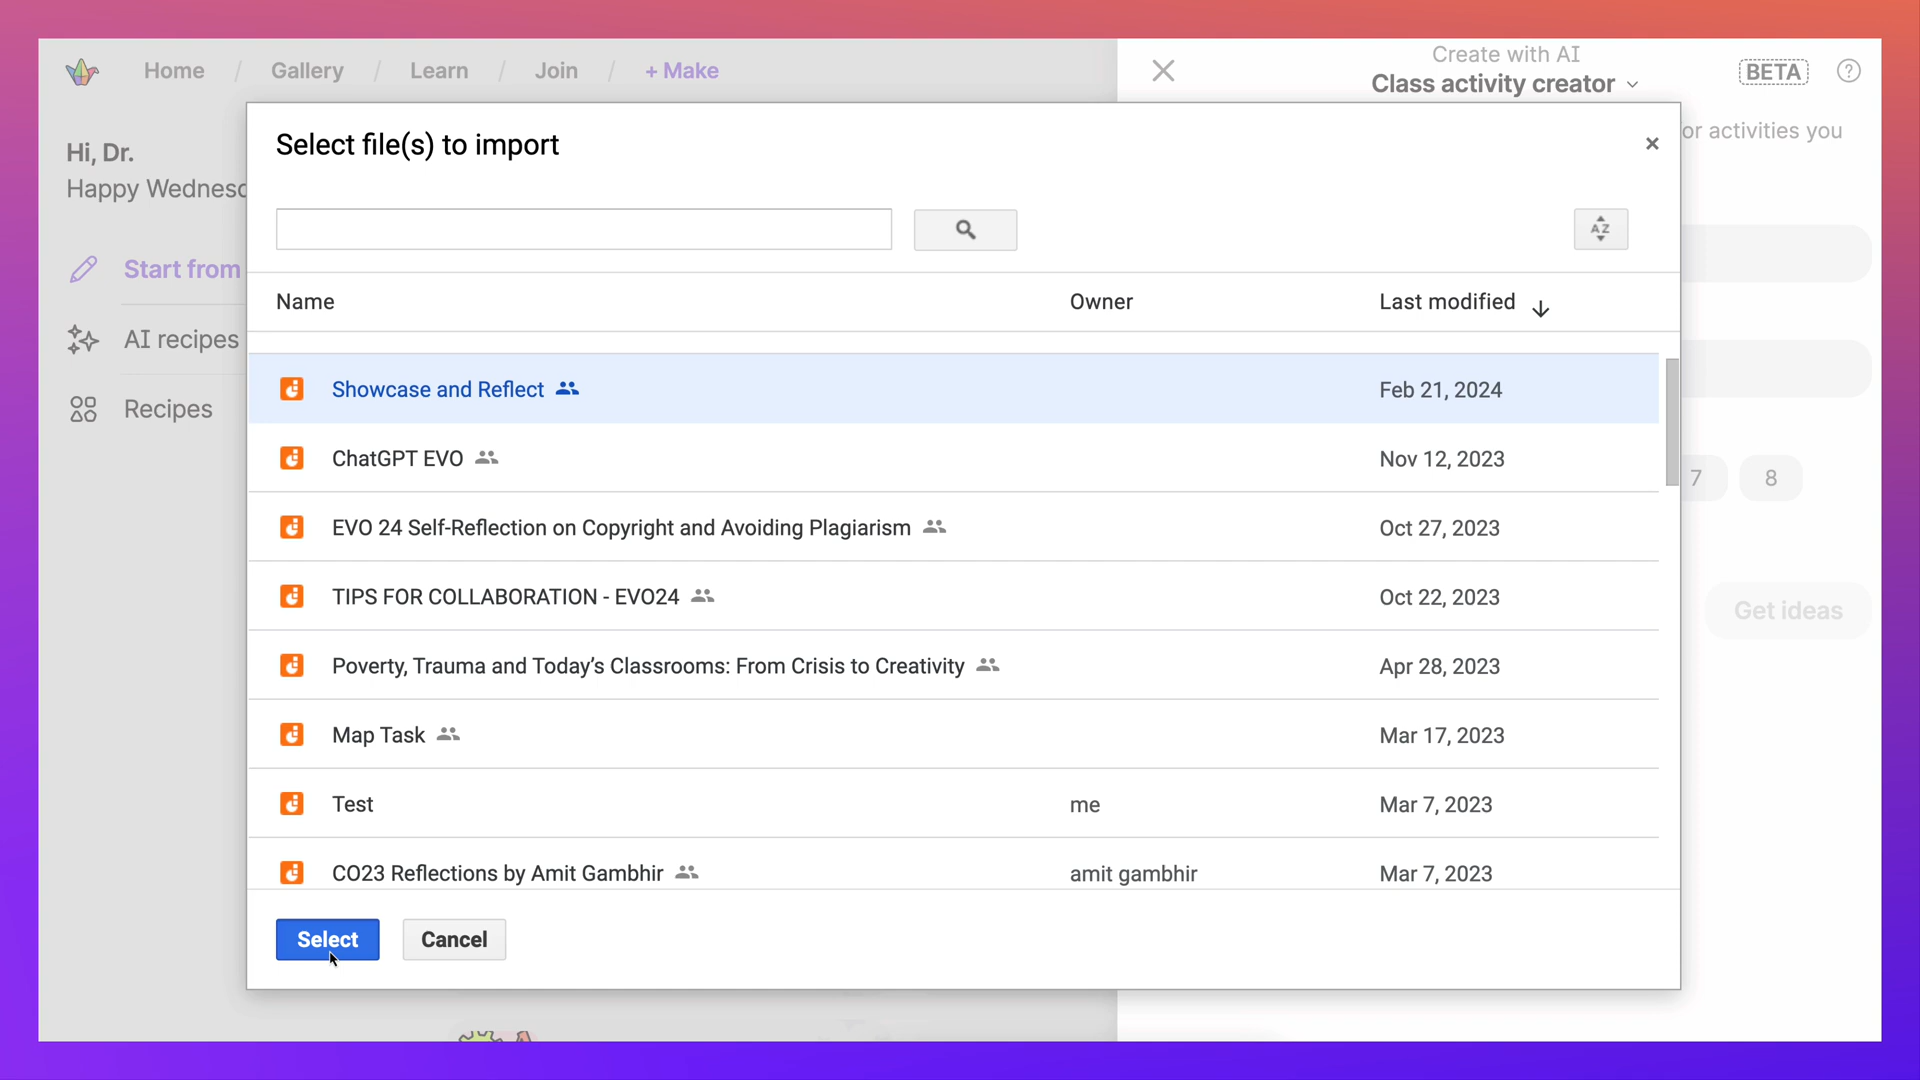 Home / Gallery / Learn / Join / + Make
Create with AI
Class activity creator
BETA
?
or activities you
Hi, Dr.
Happy Wednesd
Start from
AI recipes
Recipes
Select file(s) to import
×
AZ
Name Owner Last modified
Showcase and Reflect Feb 21, 2024
ChatGPT EVO Nov 12, 2023
EVO 24 Self-Reflection on Copyright and Avoiding Plagiarism Oct 27, 2023
TIPS FOR COLLABORATION - EVO24 Oct 22, 2023
Poverty, Trauma and Today’s Classrooms: From Crisis to Creativity Apr 28, 2023
Map Task Mar 17, 2023
Test me Mar 7, 2023
CO23 Reflections by Amit Gambhir amit gambhir Mar 7, 2023
7 8
Get ideas
Select Cancel